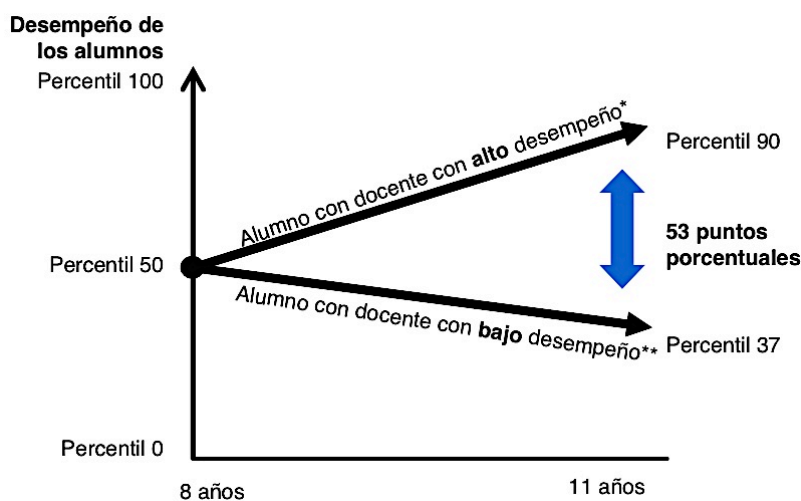 Desempeño de
los alumnos
Percentil 100
Alumno con docente con alto desempeño*
Percentil 90
53 puntos
porcentuales
Percentil 50
Alumno con docente con bajo desempeño**
Percentil 37
Percentil 0
8 años
11 años